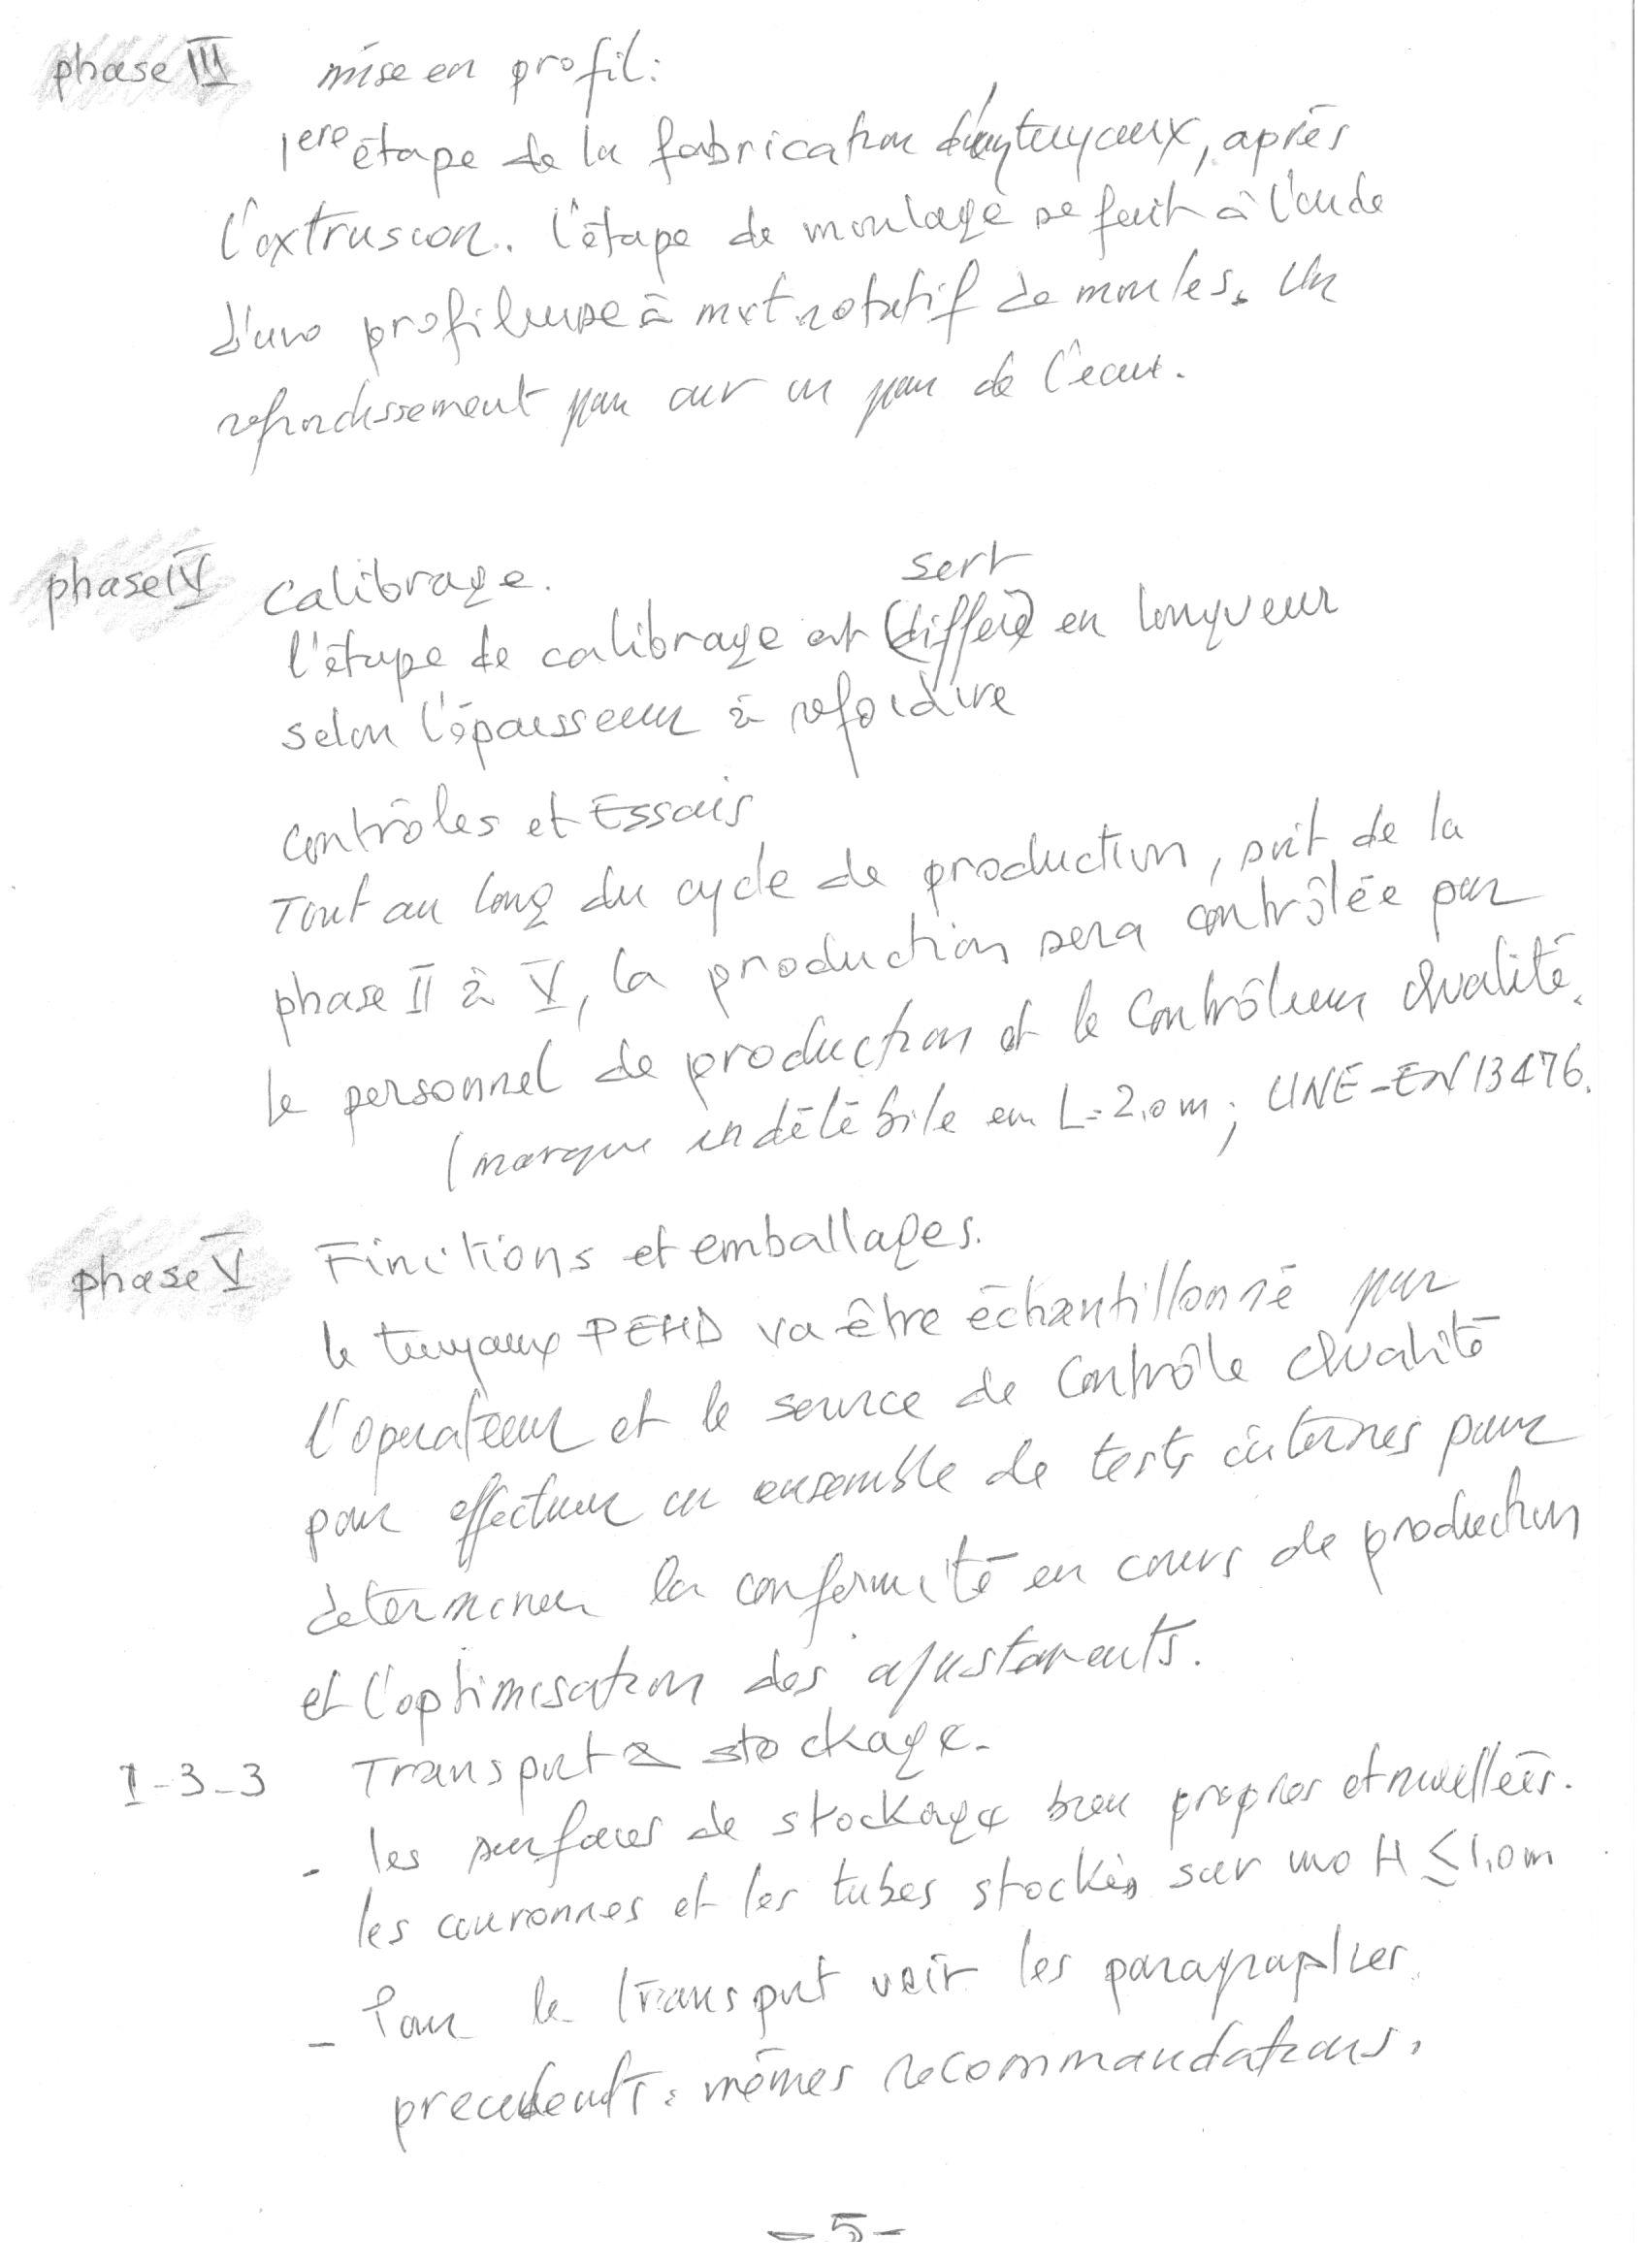 phase III mise en profil:
1ere étape de la fabrication tuyaux, après
l'extrusion. l'étape de moulage se fait à l'aide
d'une profileuse à mvt rotatif de moules. Un
refroidissement par air un peu de l'eau.
phase IV Calibrage.
sert
l'étape de calibrage est (differe) en longueur
selon l'épaisseur à refoidire
contrôles et Essais
Tout au long du cycle de production, soit de la
phase II à V, la production sera contrôlée par
le personnel de production et le Contrôleur Qualité.
(marque indélébile en L=2,0m; UNE-EN 13476.
phase V Finitions et emballages.
le tuyaux PEHD va être échantillonné par
l'operateur et le service de Contrôle Qualité
pour effectuer un ensemble de tests internes pour
determiner la conformité en cours de production
et l'optimisation des ajustements.
I-3-3 Transport & stockage.
- les surfaces de stockage bien propres et nivellées.
les couronnes et les tubes stockés sur une H ≤ 1,0m
- Pour le transport voir les paragraphes
precedents: mêmes recommandations.
- 5 -